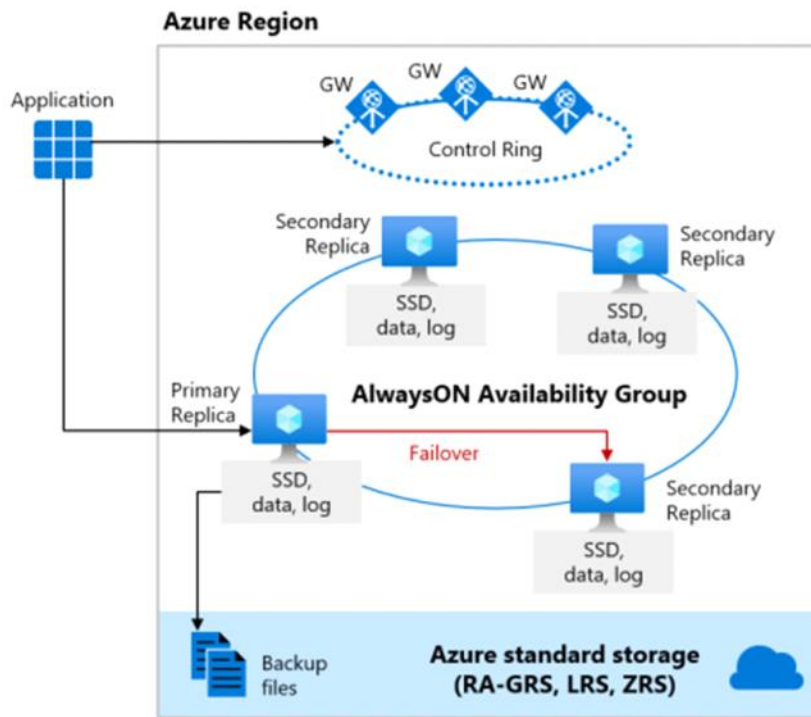 Azure Region
GW
GW
GW
Application
Control Ring
Secondary
Replica
Secondary
Replica
SSD,
data, log
SSD,
data, log
Primary
Replica
AlwaysON Availability Group
Failover
SSD,
data, log
Secondary
Replica
SSD,
data, log
Backup
files
Azure standard storage
(RA-GRS, LRS, ZRS)